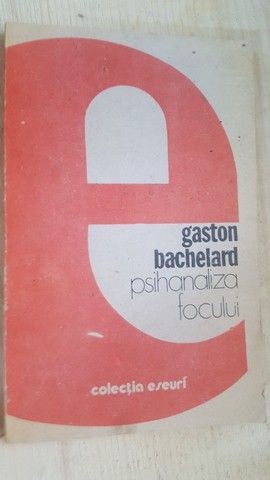 e
gaston
bachelard
psihanaliza
focului
colecția eseuri